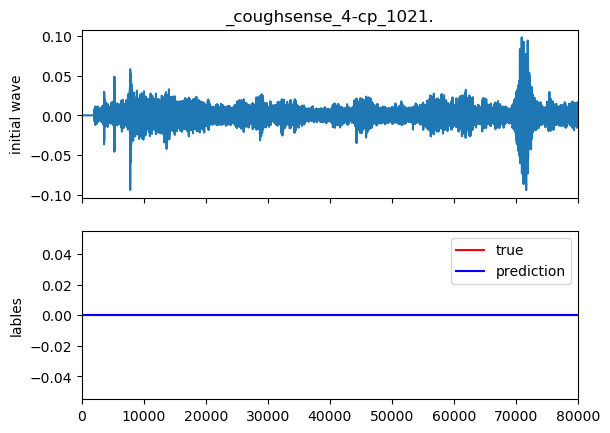 _coughsense_4-cp_1021.
0.10
0.05
0.00
−0.05
−0.10
initial wave
0.04
0.02
0.00
−0.02
−0.04
lables
true
prediction
0 10000 20000 30000 40000 50000 60000 70000 80000